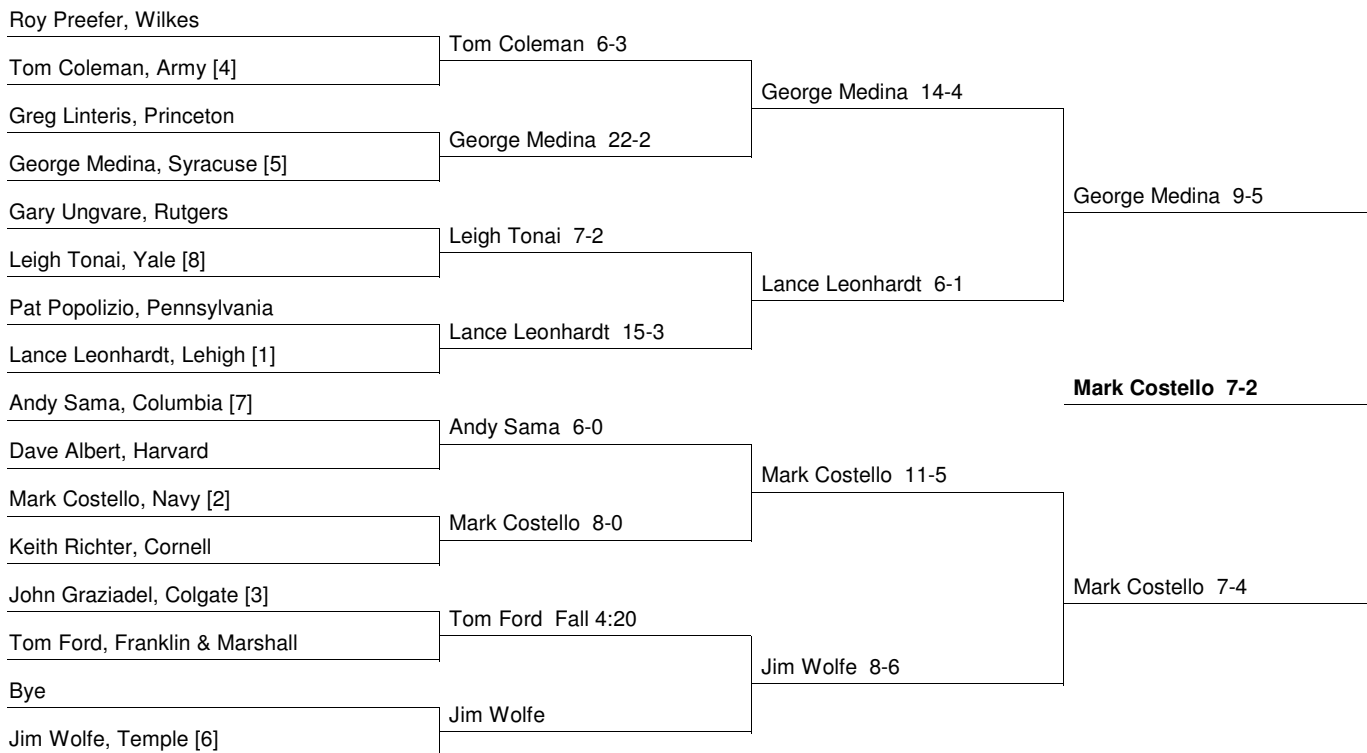 Roy Preefer, Wilkes
Tom Coleman, Army [4]
Greg Linteris, Princeton
George Medina, Syracuse [5]
Gary Ungvare, Rutgers
Leigh Tonai, Yale [8]
Pat Popolizio, Pennsylvania
Lance Leonhardt, Lehigh [1]
Andy Sama, Columbia [7]
Dave Albert, Harvard
Mark Costello, Navy [2]
Keith Richter, Cornell
John Graziadel, Colgate [3]
Tom Ford, Franklin & Marshall
Bye
Jim Wolfe, Temple [6]
Tom Coleman 6-3
George Medina 22-2
Leigh Tonai 7-2
Lance Leonhardt 15-3
Andy Sama 6-0
Mark Costello 8-0
Tom Ford Fall 4:20
Jim Wolfe
George Medina 14-4
Lance Leonhardt 6-1
Mark Costello 11-5
Jim Wolfe 8-6
George Medina 9-5
Mark Costello 7-2
Mark Costello 7-4